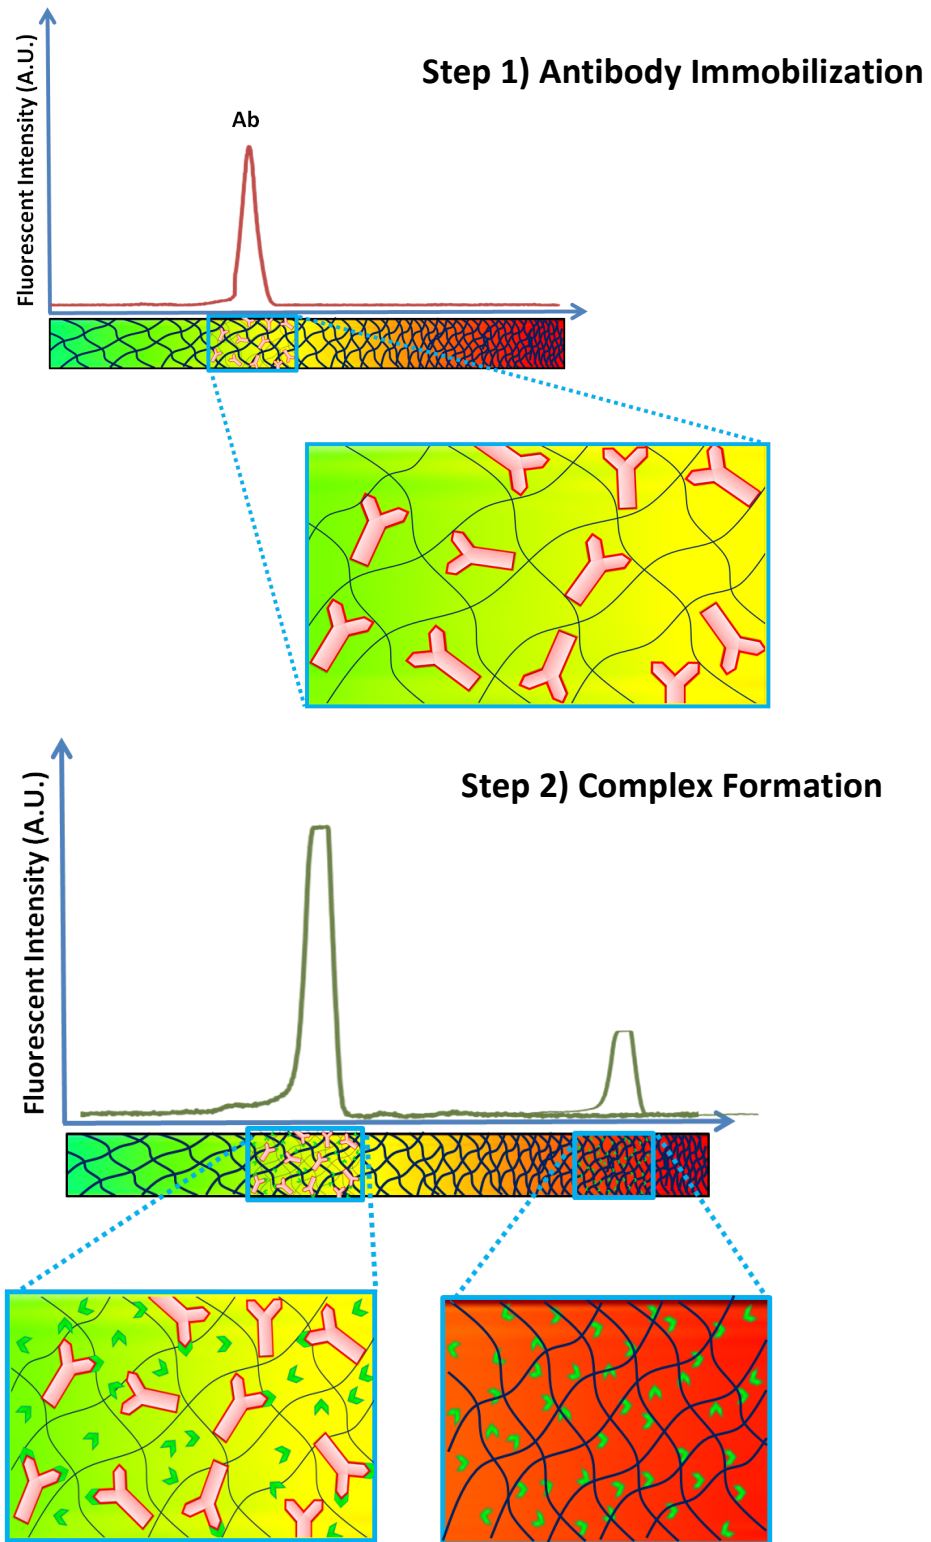 Step 1) Antibody Immobilization
Fluorescent Intensity (A.U.)
Ab
Step 2) Complex Formation
Fluorescent Intensity (A.U.)